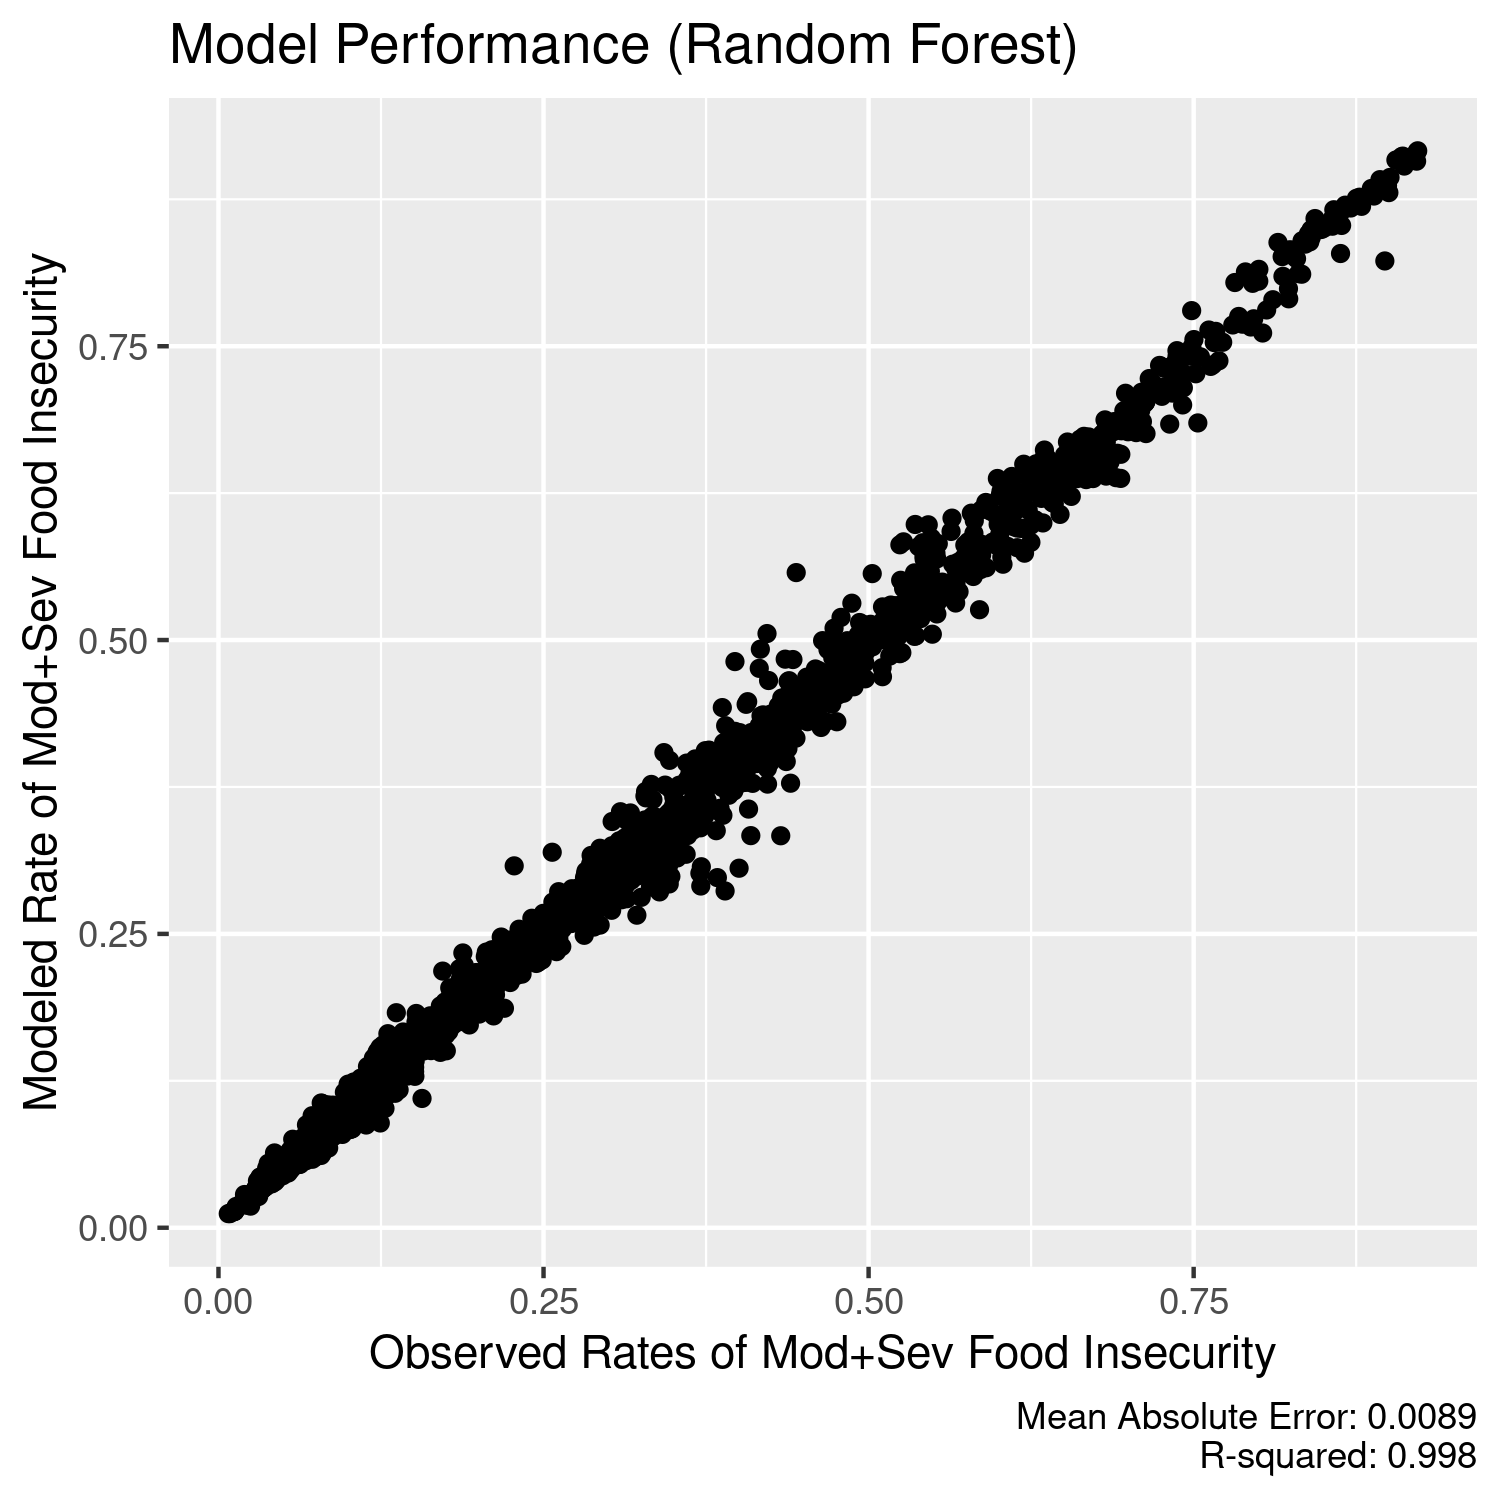 Model Performance (Random Forest)
Modeled Rate of Mod+Sev Food Insecurity
0.75
0.50
0.25
0.00
0.00 0.25 0.50 0.75
Observed Rates of Mod+Sev Food Insecurity
Mean Absolute Error: 0.0089
R-squared: 0.998